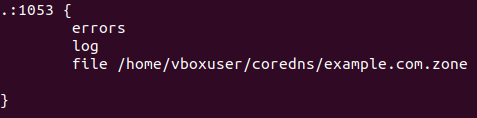 .:1053 {
errors
log
file /home/vboxuser/coredns/example.com.zone
}